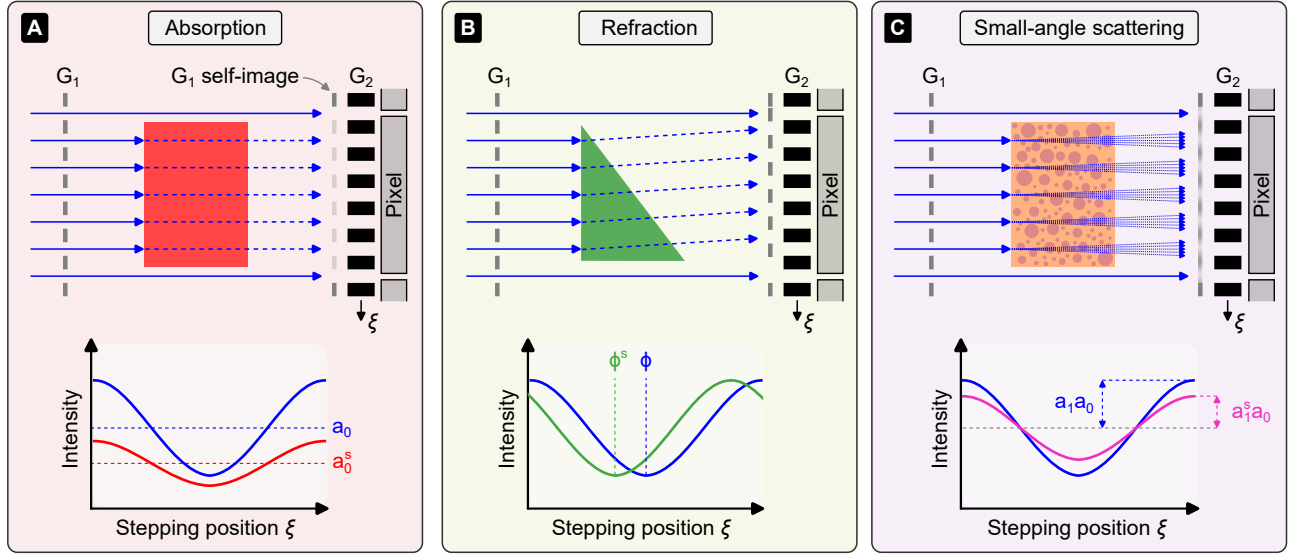 A
Absorption
G₁
G₁ self-image
G₂
Pixel
ξ
Intensity
a₀
a₀ˢ
Stepping position ξ
B
Refraction
G₁
G₂
Pixel
ξ
ϕˢ
ϕ
Intensity
Stepping position ξ
C
Small-angle scattering
G₁
G₂
Pixel
ξ
Intensity
a₁a₀
a₁ˢa₀
Stepping position ξ